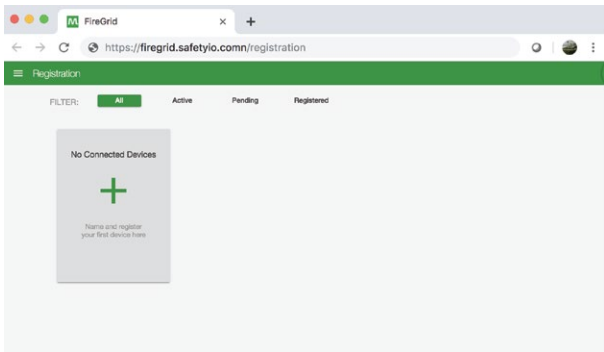 M FireGrid
https://firegrid.safetyio.comn/registration
Registration
FILTER: All Active Pending Registered
No Connected Devices
Name and register
your first device here